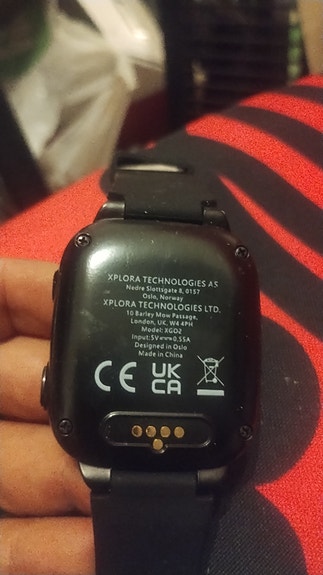 XPLORA TECHNOLOGIES AS
Nedre Slottsgate 8, 0157
Oslo, Norway
XPLORA TECHNOLOGIES LTD.
10 Barley Mow Passage,
London, UK, W4 4PH
Model: XGO2
Input: 5V⎓0.55A
Designed in Oslo
Made in China
CE UK
CA